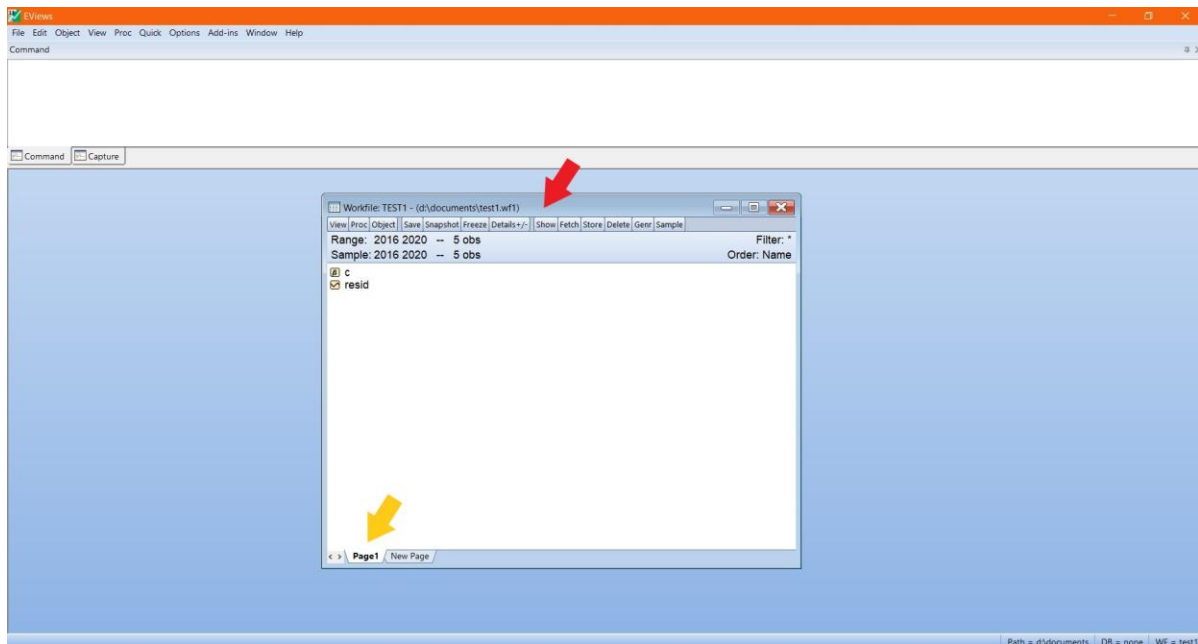 EViews
File Edit Object View Proc Quick Options Add-ins Window Help
Command
Command Capture
Workfile: TEST1 - (d:\documents\test1.wf1)
View Proc Object Save Snapshot Freeze Details+/- Show Fetch Store Delete Genr Sample
Range: 2016 2020 -- 5 obs Filter: *
Sample: 2016 2020 -- 5 obs Order: Name
c
resid
Page1 New Page
Path = d:\documents DB = none WF = test1